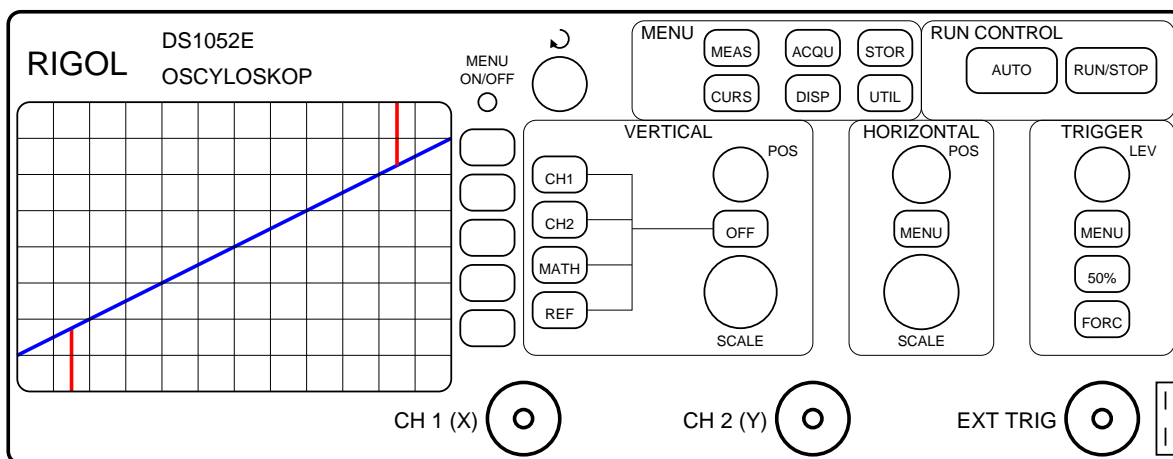 RIGOL
DS1052E
OSCYLOSKOP
MENU
ON/OFF
MENU
MEAS
ACQU
STOR
CURS
DISP
UTIL
RUN CONTROL
AUTO
RUN/STOP
VERTICAL
POS
CH1
CH2
OFF
MATH
REF
SCALE
HORIZONTAL
POS
MENU
SCALE
TRIGGER
LEV
MENU
50%
FORC
CH 1 (X)
CH 2 (Y)
EXT TRIG